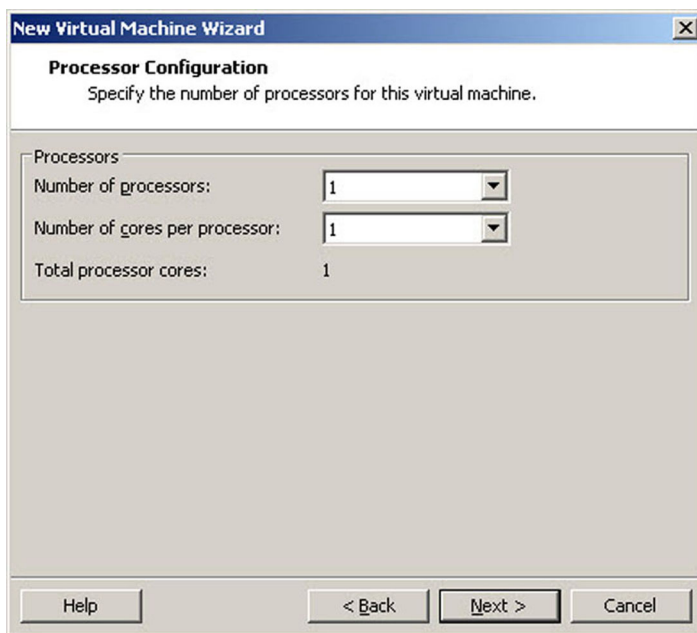 New Virtual Machine Wizard
Processor Configuration
Specify the number of processors for this virtual machine.
Processors
Number of processors: 1
Number of cores per processor: 1
Total processor cores: 1
Help < Back Next > Cancel